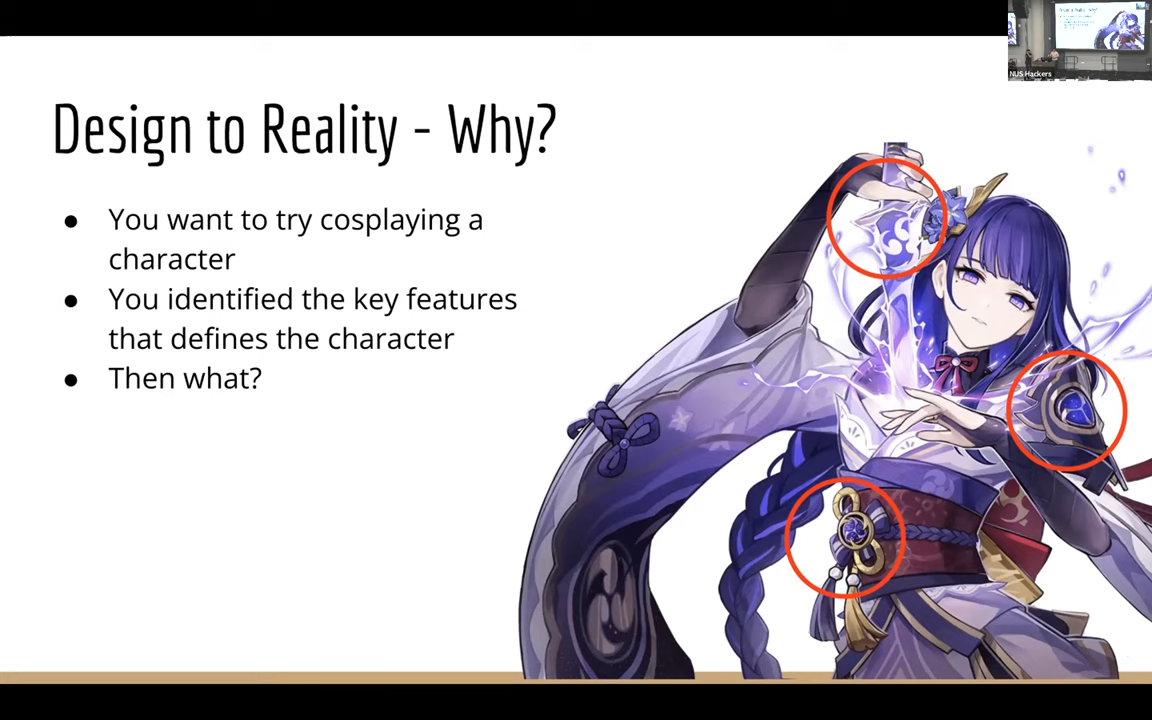 Design to Reality - Why?
● You want to try cosplaying a
character
● You identified the key features
that defines the character
● Then what?
NUS Hackers